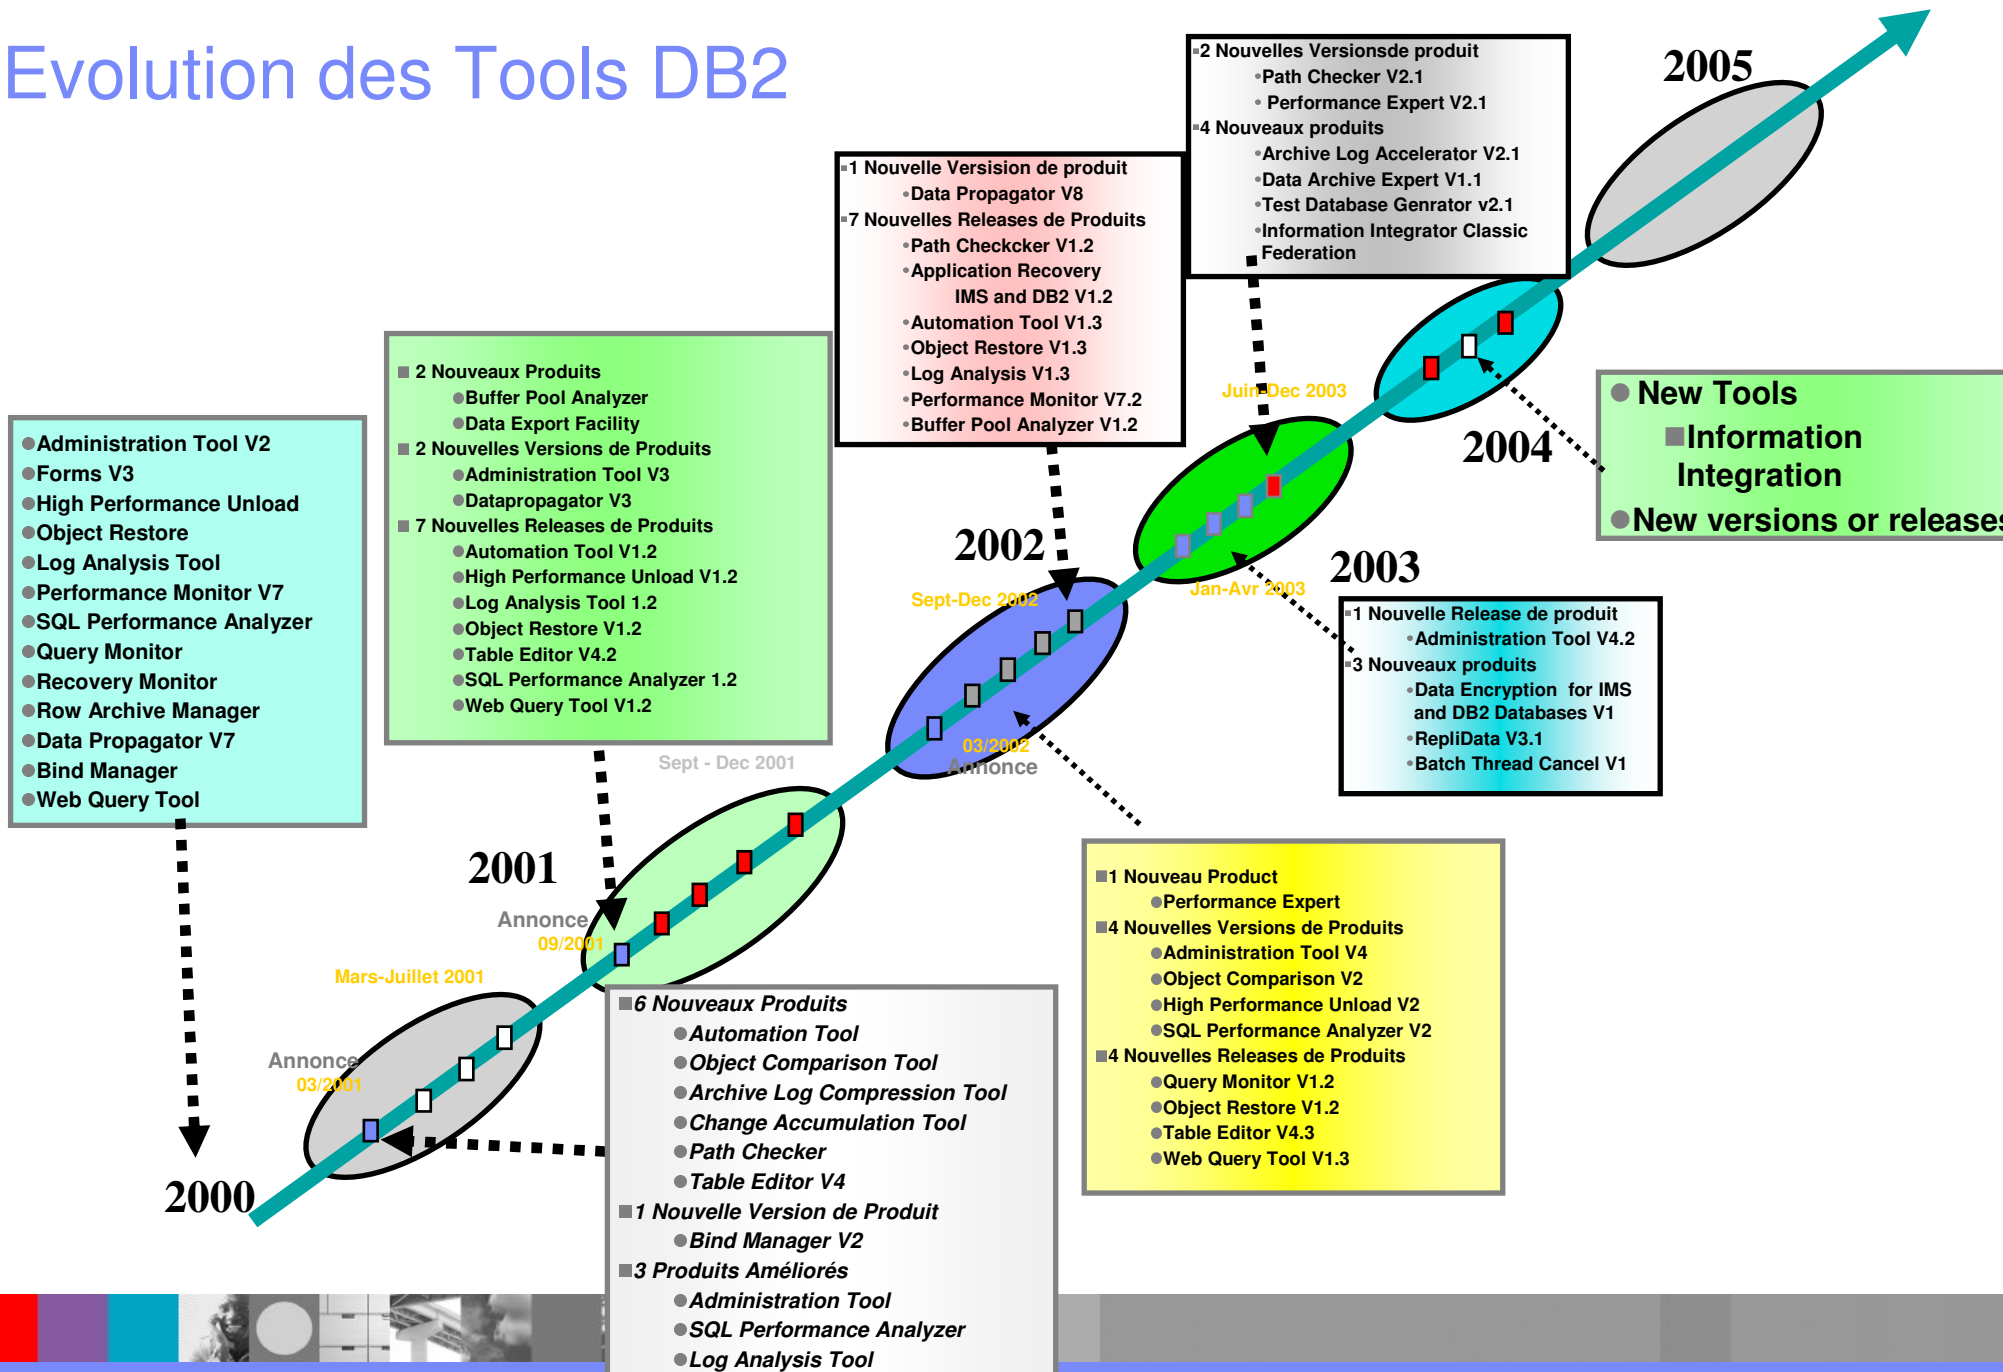 Evolution des Tools DB2
2 Nouvelles Versionsde produit
Path Checker V2.1
Performance Expert V2.1
4 Nouveaux produits
Archive Log Accelerator V2.1
Data Archive Expert V1.1
Test Database Genrator v2.1
Information Integrator Classic
Federation
2005
1 Nouvelle Versision de produit
Data Propagator V8
7 Nouvelles Releases de Produits
Path Checkcker V1.2
Application Recovery
IMS and DB2 V1.2
Automation Tool V1.3
Object Restore V1.3
Log Analysis V1.3
Performance Monitor V7.2
Buffer Pool Analyzer V1.2
2 Nouveaux Produits
Buffer Pool Analyzer
Data Export Facility
2 Nouvelles Versions de Produits
Administration Tool V3
Datapropagator V3
7 Nouvelles Releases de Produits
Automation Tool V1.2
High Performance Unload V1.2
Log Analysis Tool 1.2
Object Restore V1.2
Table Editor V4.2
SQL Performance Analyzer 1.2
Web Query Tool V1.2
Administration Tool V2
Forms V3
High Performance Unload
Object Restore
Log Analysis Tool
Performance Monitor V7
SQL Performance Analyzer
Query Monitor
Recovery Monitor
Row Archive Manager
Data Propagator V7
Bind Manager
Web Query Tool
Juin-Dec 2003
2004
New Tools
Information
Integration
New versions or releases
2002
Sept-Dec 2002
2003
Jan-Avr 2003
1 Nouvelle Release de produit
Administration Tool V4.2
3 Nouveaux produits
Data Encryption for IMS
and DB2 Databases V1
RepliData V3.1
Batch Thread Cancel V1
03/2002
Annonce
Sept - Dec 2001
2001
Annonce
09/2001
Mars-Juillet 2001
Annonce
03/2001
2000
1 Nouveau Product
Performance Expert
4 Nouvelles Versions de Produits
Administration Tool V4
Object Comparison V2
High Performance Unload V2
SQL Performance Analyzer V2
4 Nouvelles Releases de Produits
Query Monitor V1.2
Object Restore V1.2
Table Editor V4.3
Web Query Tool V1.3
6 Nouveaux Produits
Automation Tool
Object Comparison Tool
Archive Log Compression Tool
Change Accumulation Tool
Path Checker
Table Editor V4
1 Nouvelle Version de Produit
Bind Manager V2
3 Produits Améliorés
Administration Tool
SQL Performance Analyzer
Log Analysis Tool